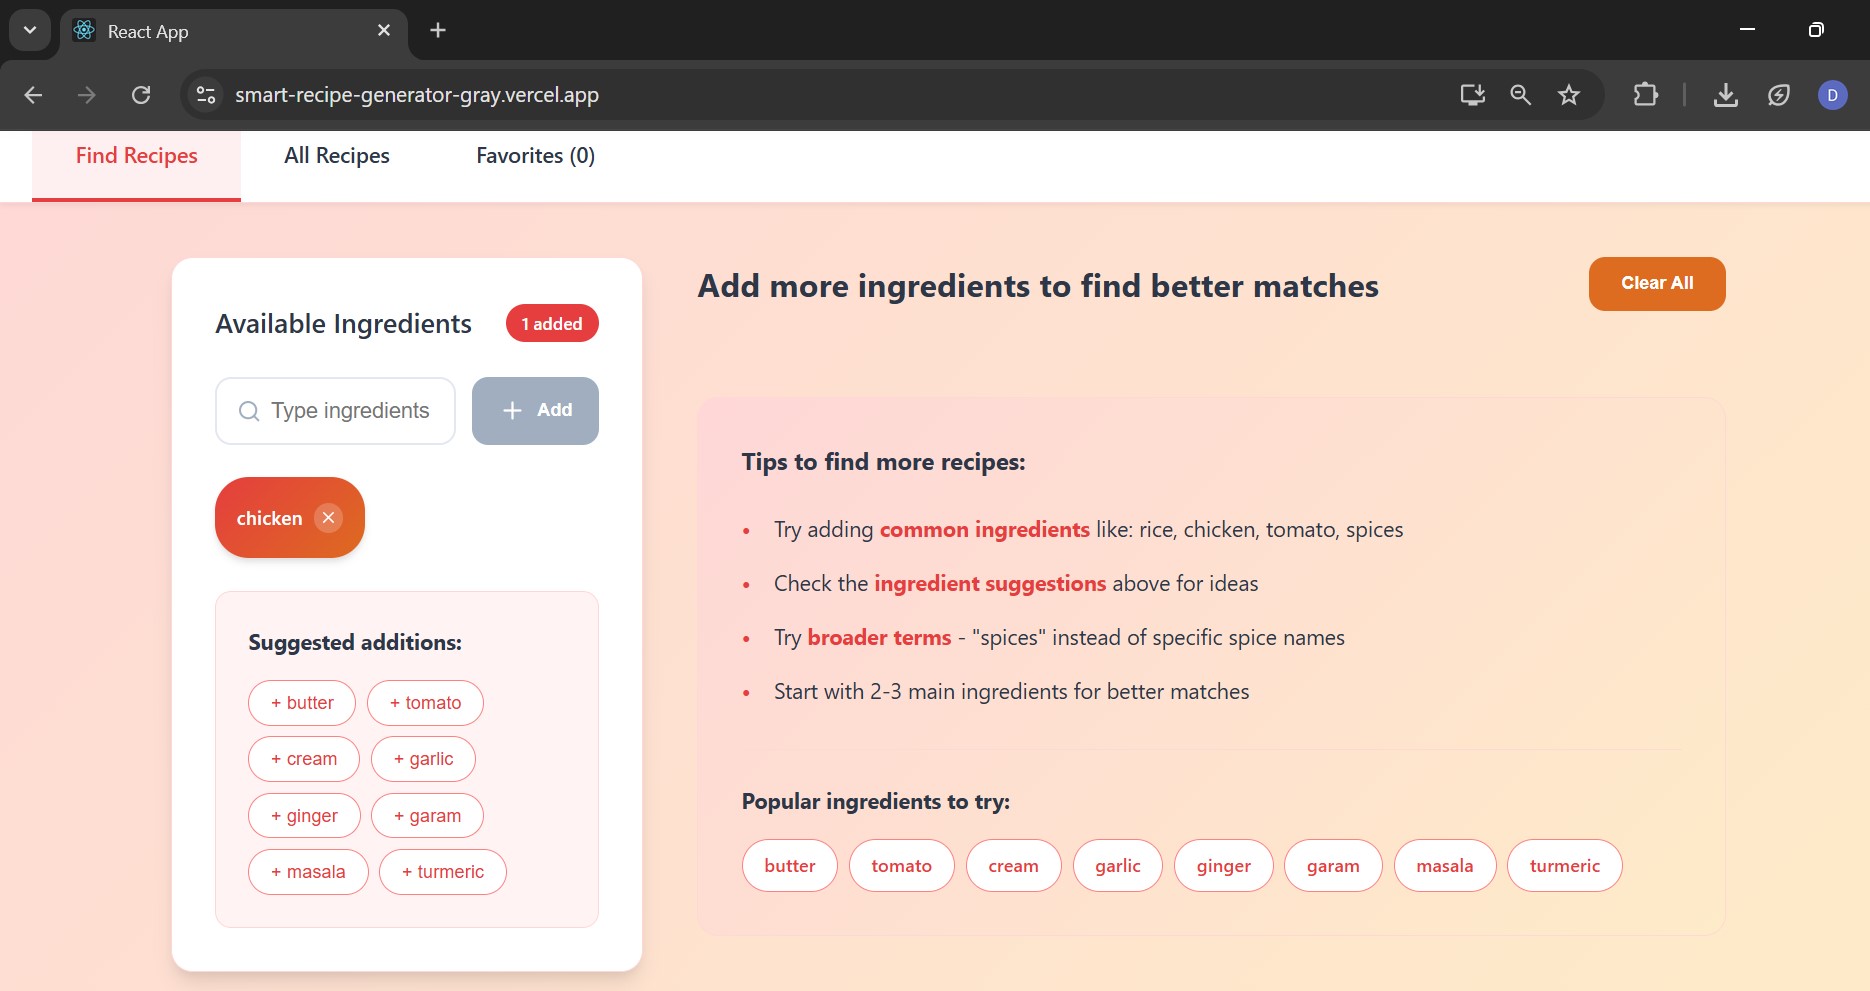 React App
smart-recipe-generator-gray.vercel.app
D
Find Recipes
All Recipes
Favorites (0)
Available Ingredients
1 added
Type ingredients
Add
chicken
Suggested additions:
+ butter
+ tomato
+ cream
+ garlic
+ ginger
+ garam
+ masala
+ turmeric
Add more ingredients to find better matches
Clear All
Tips to find more recipes:
• Try adding common ingredients like: rice, chicken, tomato, spices
• Check the ingredient suggestions above for ideas
• Try broader terms - "spices" instead of specific spice names
• Start with 2-3 main ingredients for better matches
Popular ingredients to try:
butter
tomato
cream
garlic
ginger
garam
masala
turmeric